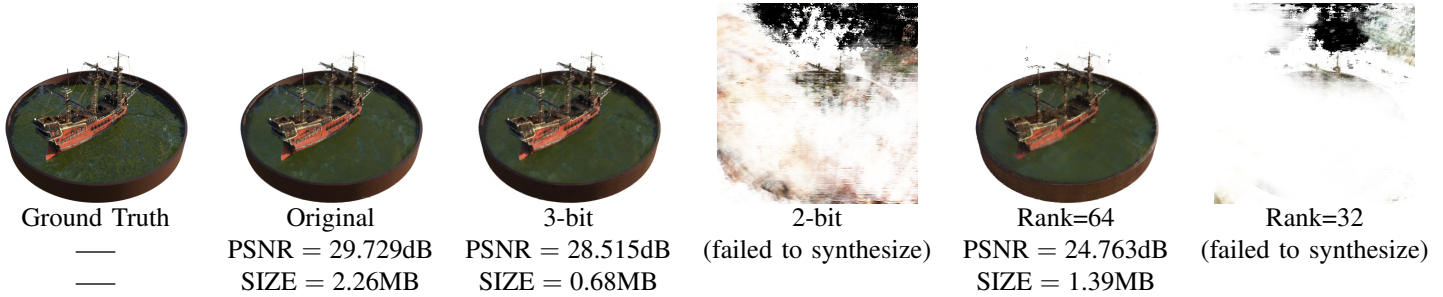 Ground Truth Original 3-bit 2-bit Rank=64 Rank=32
—— PSNR = 29.729dB PSNR = 28.515dB (failed to synthesize) PSNR = 24.763dB (failed to synthesize)
—— SIZE = 2.26MB SIZE = 0.68MB SIZE = 1.39MB